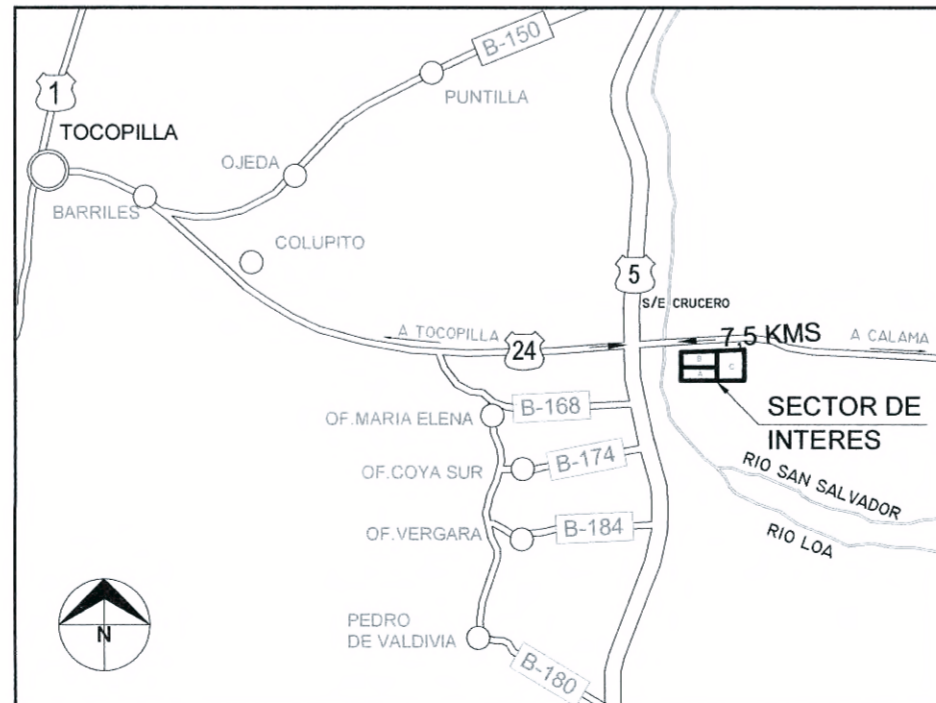 B-150
PUNTILLA
1
TOCOPILLA
OJEDA
BARRILES
COLUPITO
5
S/E CRUCERO
A TOCOPILLA
24
7,5 KMS
A CALAMA
B
A
C
SECTOR DE
INTERES
OF.MARIA ELENA
B-168
OF.COYA SUR
B-174
RIO SAN SALVADOR
OF.VERGARA
B-184
RIO LOA
N
PEDRO
DE VALDIVIA
B-180